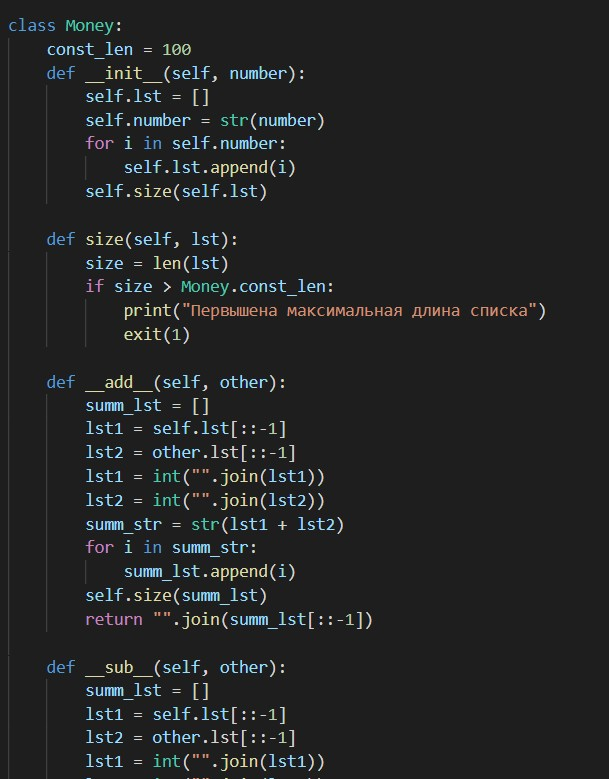 class Money:
    const_len = 100
    def __init__(self, number):
        self.lst = []
        self.number = str(number)
        for i in self.number:
            self.lst.append(i)
        self.size(self.lst)

    def size(self, lst):
        size = len(lst)
        if size > Money.const_len:
            print("Первышена максимальная длина списка")
            exit(1)

    def __add__(self, other):
        summ_lst = []
        lst1 = self.lst[::-1]
        lst2 = other.lst[::-1]
        lst1 = int("".join(lst1))
        lst2 = int("".join(lst2))
        summ_str = str(lst1 + lst2)
        for i in summ_str:
            summ_lst.append(i)
        self.size(summ_lst)
        return "".join(summ_lst[::-1])

    def __sub__(self, other):
        summ_lst = []
        lst1 = self.lst[::-1]
        lst2 = other.lst[::-1]
        lst1 = int("".join(lst1))